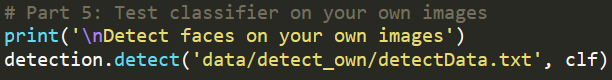 # Part 5: Test classifier on your own images
print('\nDetect faces on your own images')
detection.detect('data/detect_own/detectData.txt', clf)